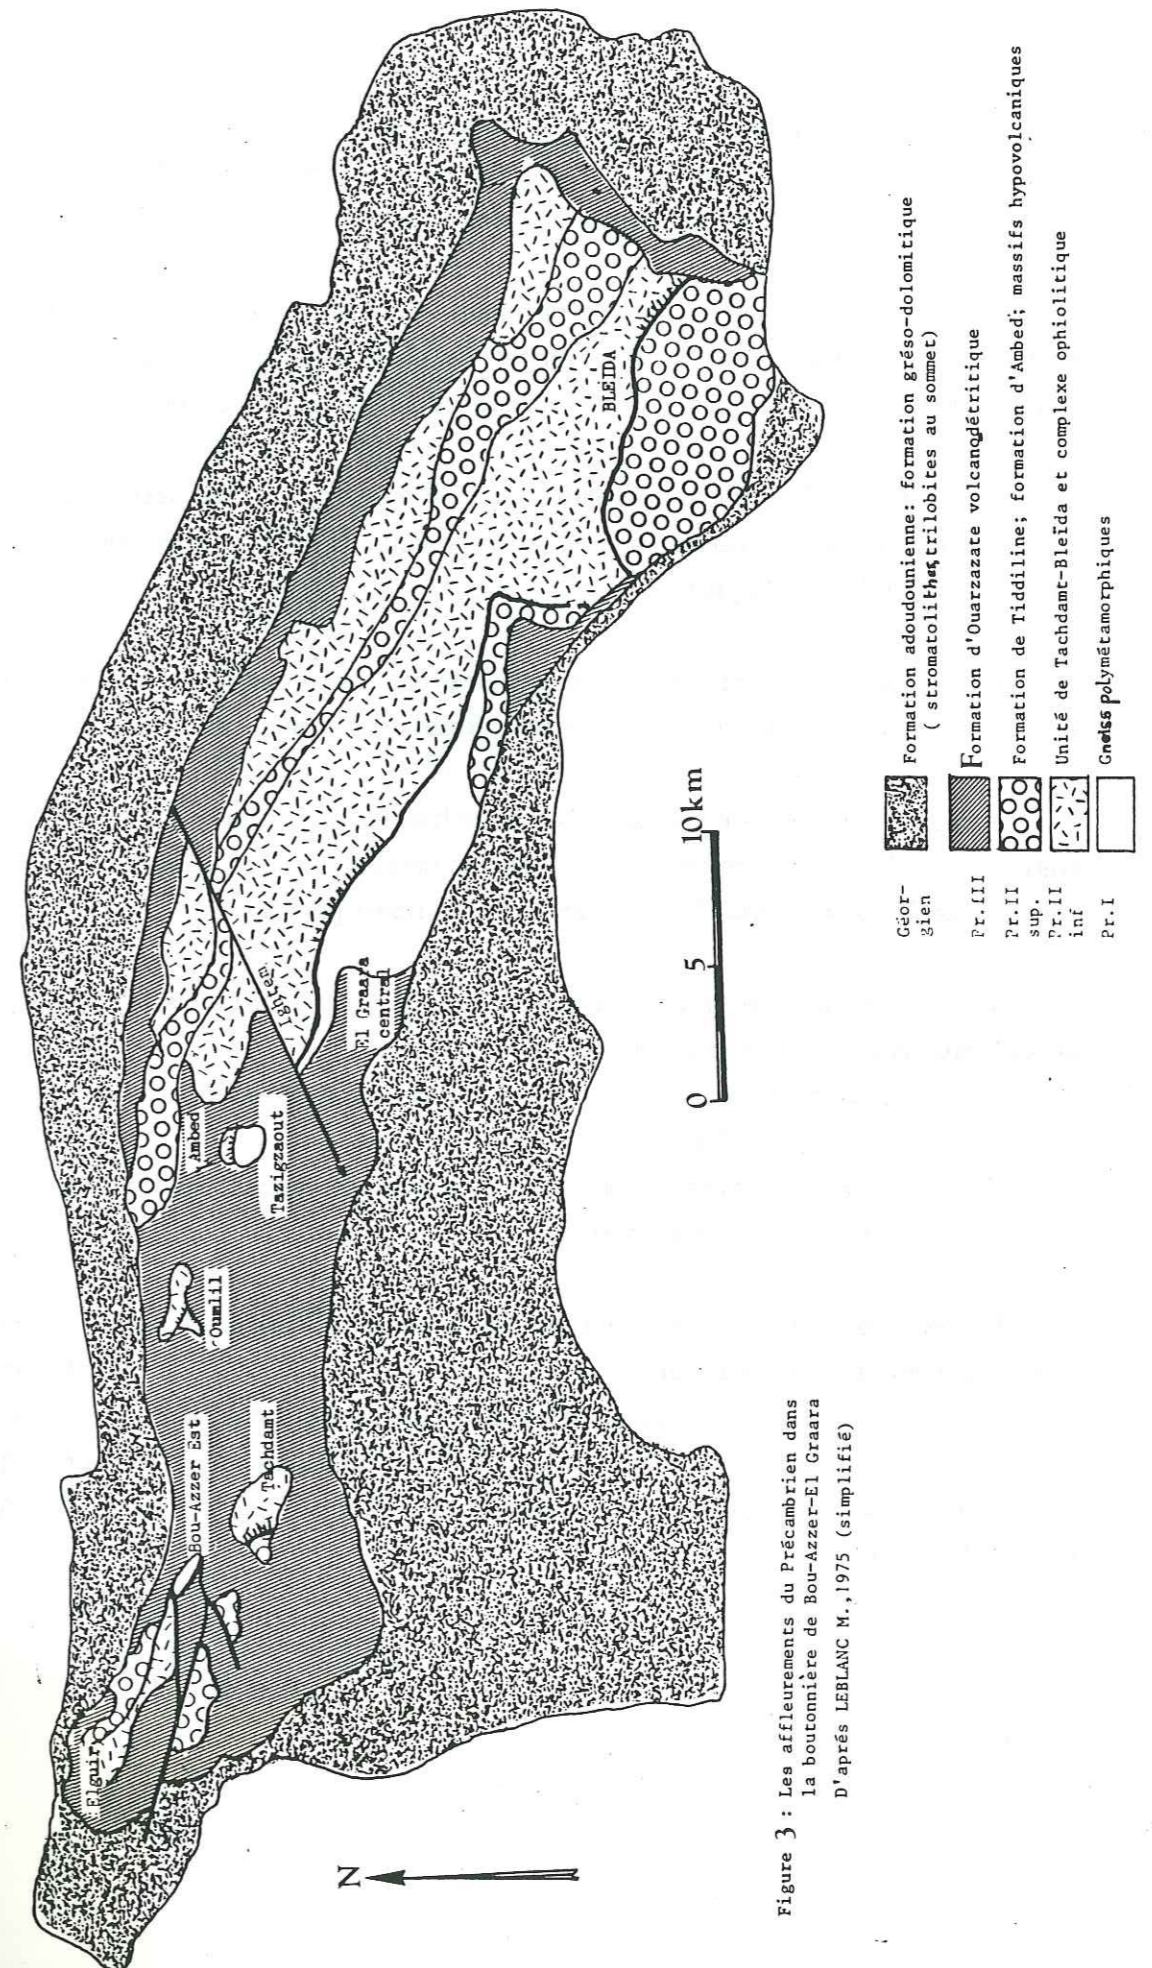 Elguir
Bou-Azzer Est
Tachdamt
Oumlil
Ambed
Tazigzaout
Ightem
El Graara
central
BLEÏDA
N
0 5 10km
Figure 3 : Les affleurements du Précambrien dans
la boutonnière de Bou-Azzer-El Graara
D'aprés LEBLANC M.,1975 (simplifié)
Géor-
gien
Formation adoudounienne: formation gréso-dolomitique
( stromatolithes, trilobites au sommet)
Pr.III
Formation d'Ouarzazate volcanodétritique
Pr.II
sup.
Formation de Tiddiline; formation d'Ambed; massifs hypovolcaniques
Pr.II
inf
Unité de Tachdamt-Bleïda et complexe ophiolitique
Pr.I
Gneiss polymétamorphiques